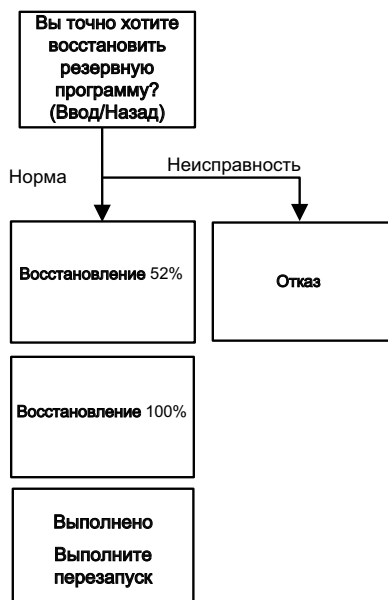 Вы точно хотите
восстановить
резервную
программу?
(Ввод/Назад)
Неисправность
Норма
Восстановление 52%
Отказ
Восстановление 100%
Выполнено
Выполните
перезапуск